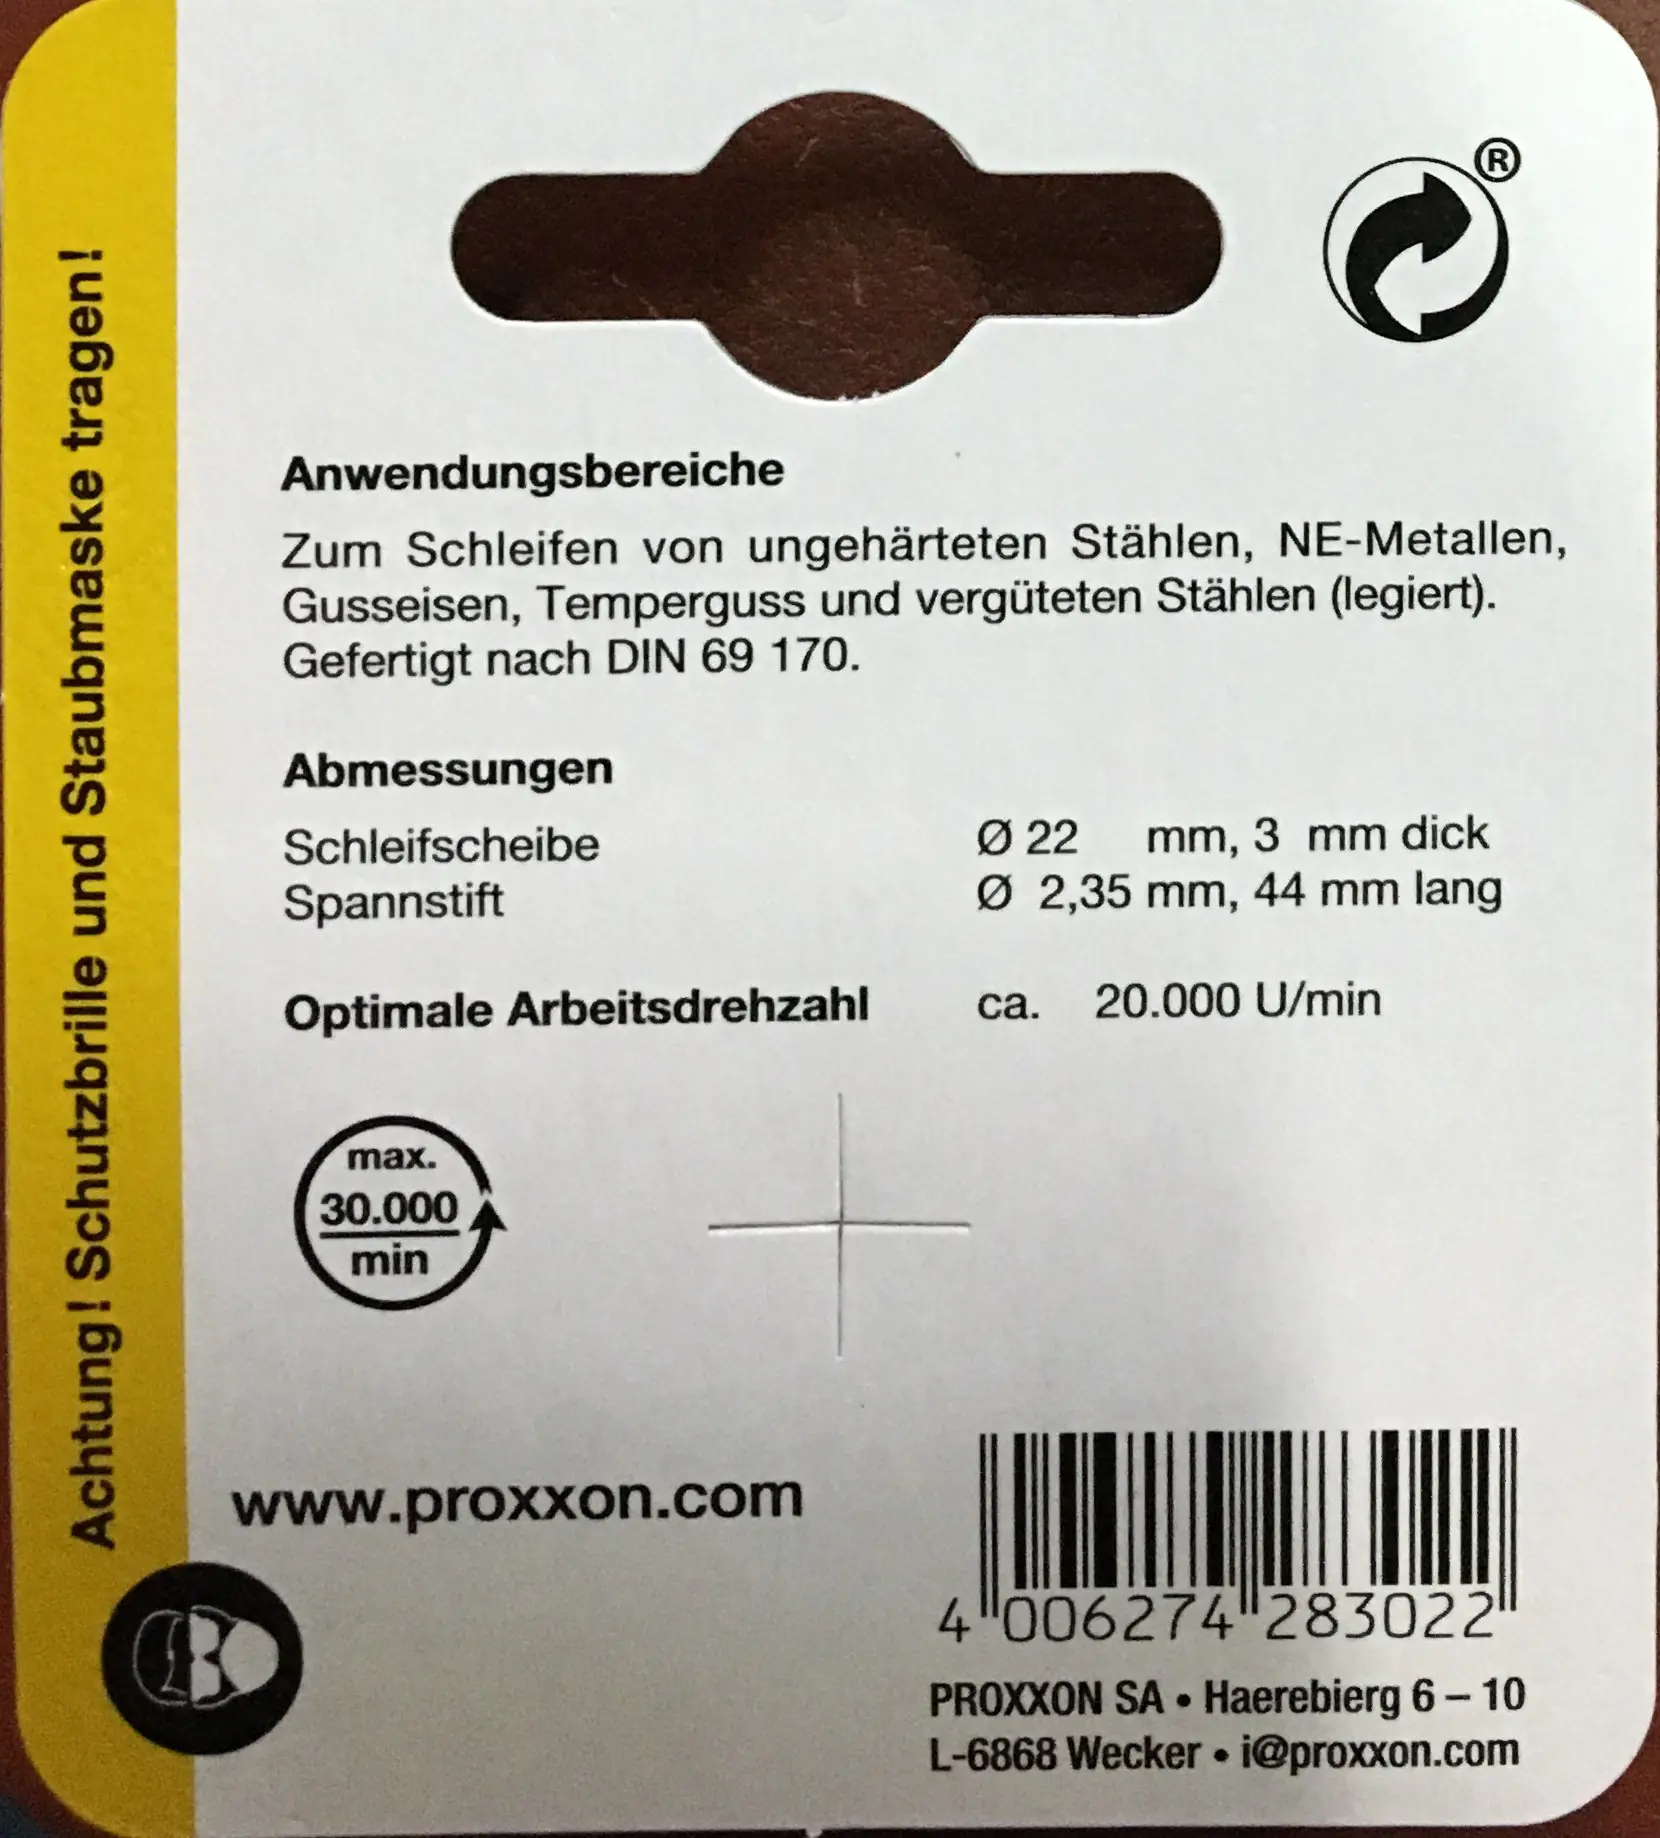 Achtung! Schutzbrille und Staubmaske tragen!
®
Anwendungsbereiche
Zum Schleifen von ungehärteten Stählen, NE-Metallen,
Gusseisen, Temperguss und vergüteten Stählen (legiert).
Gefertigt nach DIN 69 170.
Abmessungen
Schleifscheibe Ø 22 mm, 3 mm dick
Spannstift Ø 2,35 mm, 44 mm lang
Optimale Arbeitsdrehzahl ca. 20.000 U/min
max.
30.000
min
www.proxxon.com
4 006274 283022
PROXXON SA • Haerebierg 6 – 10
L-6868 Wecker • i@proxxon.com